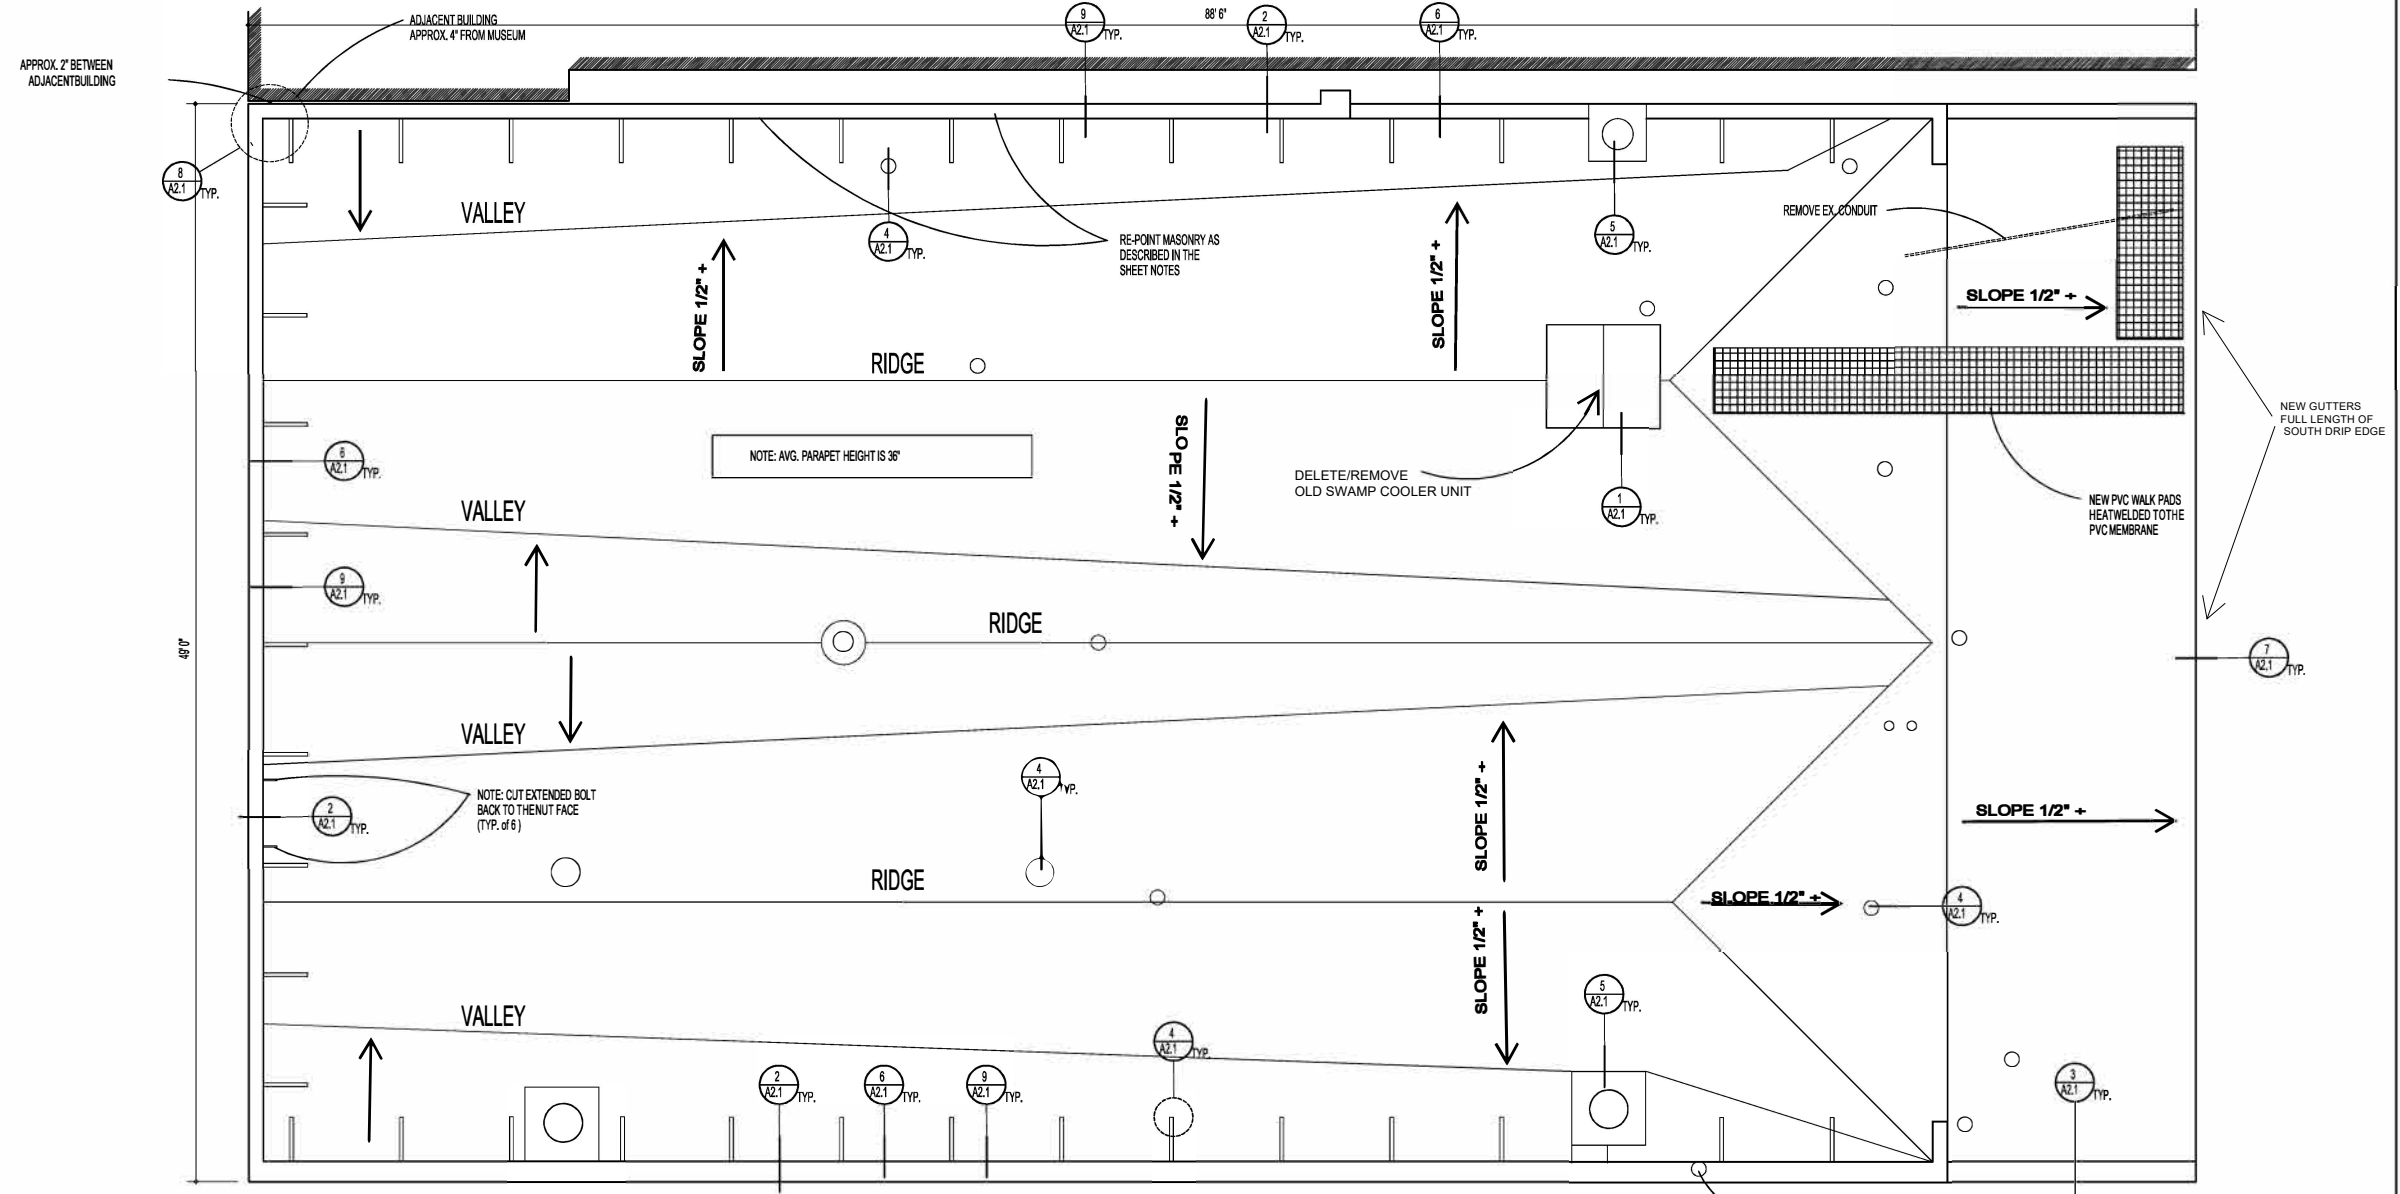 ADJACENT BUILDING
APPROX. 4" FROM MUSEUM
9
A2.1
TYP.
88' 6"
2
A2.1
TYP.
6
A2.1
TYP.
APPROX. 2" BETWEEN
ADJACENTBUILDING
8
A2.1
TYP.
VALLEY
4
A2.1
TYP.
RE-POINT MASONRY AS
DESCRIBED IN THE
SHEET NOTES
5
A2.1
TYP.
REMOVE EX. CONDUIT
SLOPE 1/2" +
SLOPE 1/2" +
SLOPE 1/2" +
RIDGE
NEW GUTTERS
FULL LENGTH OF
SOUTH DRIP EDGE
SLO PE 1/2" +
NOTE: AVG. PARAPET HEIGHT IS 36"
6
A2.1
TYP.
DELETE/REMOVE
OLD SWAMP COOLER UNIT
1
A2.1
TYP.
NEW PVC WALK PADS
HEATWELDED TOTHE
PVC MEMBRANE
VALLEY
9
A2.1
TYP.
RIDGE
49' 0"
7
A2.1
TYP.
VALLEY
4
A2.1
YP.
NOTE: CUT EXTENDED BOLT
BACK TO THENUT FACE
(TYP. of 6 )
2
A2.1
TYP.
SLOPE 1/2" +
SLOPE 1/2" +
RIDGE
SLOPE 1/2" +
4
A2.1
TYP.
SLOPE 1/2" +
5
A2.1
TYP.
VALLEY
4
A2.1
TYP.
2
A2.1
TYP.
6
A2.1
TYP.
9
A2.1
TYP.
3
A2.1
TYP.